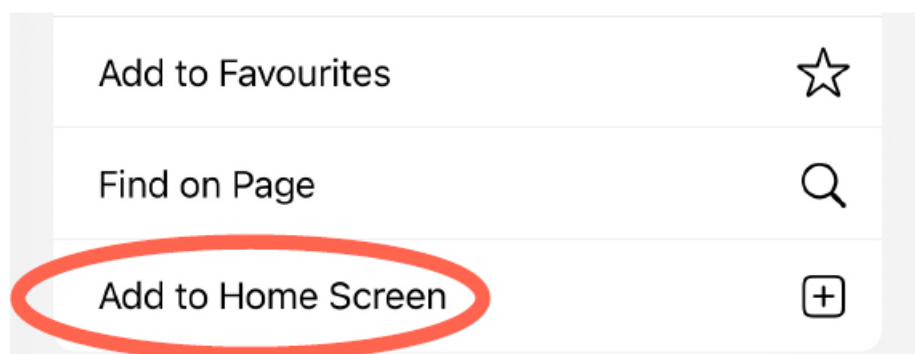 Add to Favourites
Find on Page
Add to Home Screen